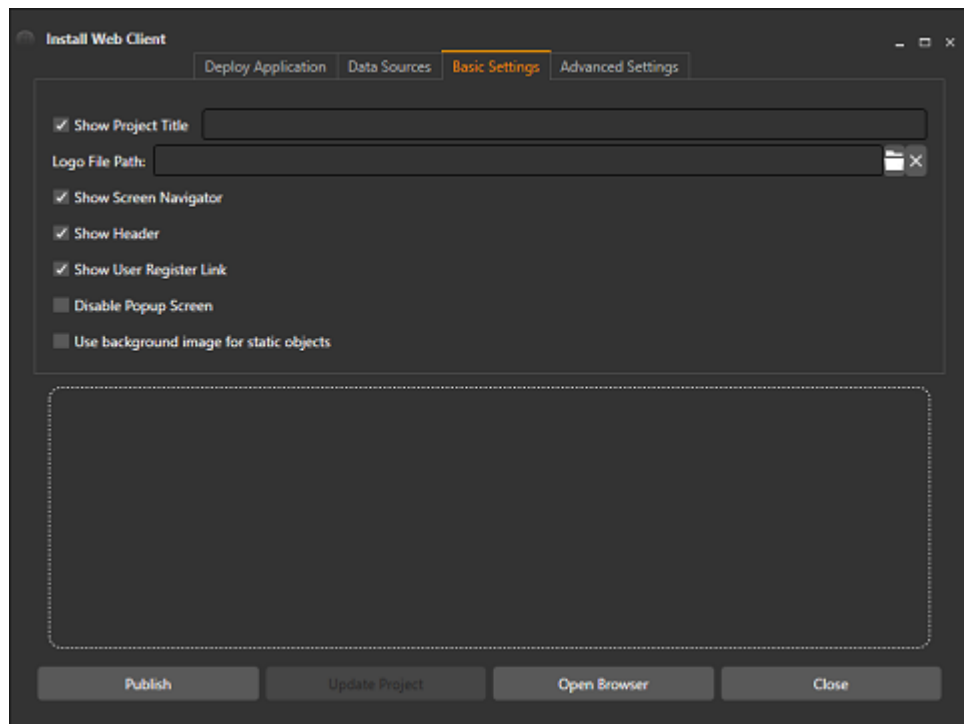 Install Web Client
Deploy Application Data Sources Basic Settings Advanced Settings
Show Project Title
Logo File Path:
Show Screen Navigator
Show Header
Show User Register Link
Disable Popup Screen
Use background image for static objects
Publish Update Project Open Browser Close